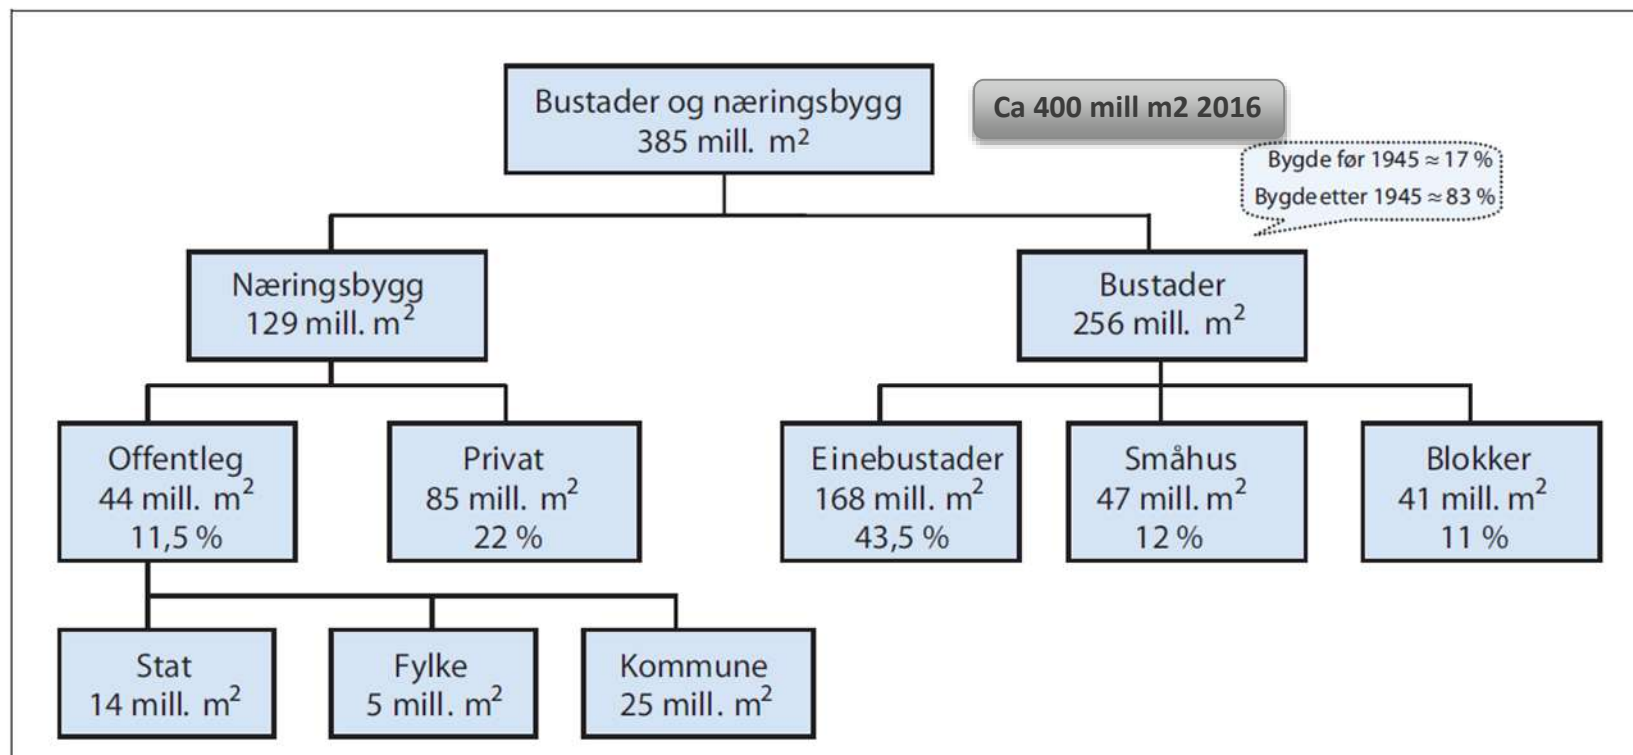 Bustader og næringsbygg
385 mill. m²
Ca 400 mill m2 2016
Bygde før 1945 ≈ 17 %
Bygde etter 1945 ≈ 83 %
Næringsbygg
129 mill. m²
Bustader
256 mill. m²
Offentleg
44 mill. m²
11,5 %
Privat
85 mill. m²
22 %
Einebustader
168 mill. m²
43,5 %
Småhus
47 mill. m²
12 %
Blokker
41 mill. m²
11 %
Stat
14 mill. m²
Fylke
5 mill. m²
Kommune
25 mill. m²